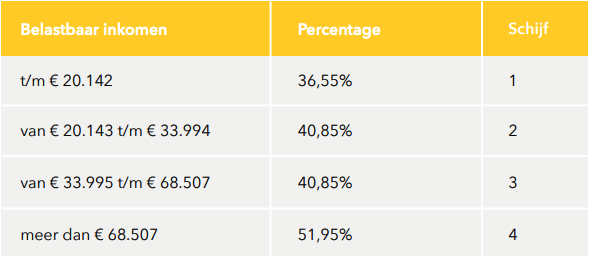 Belastbaar inkomen Percentage Schijf
t/m € 20.142 36,55% 1
van € 20.143 t/m € 33.994 40,85% 2
van € 33.995 t/m € 68.507 40,85% 3
meer dan € 68.507 51,95% 4